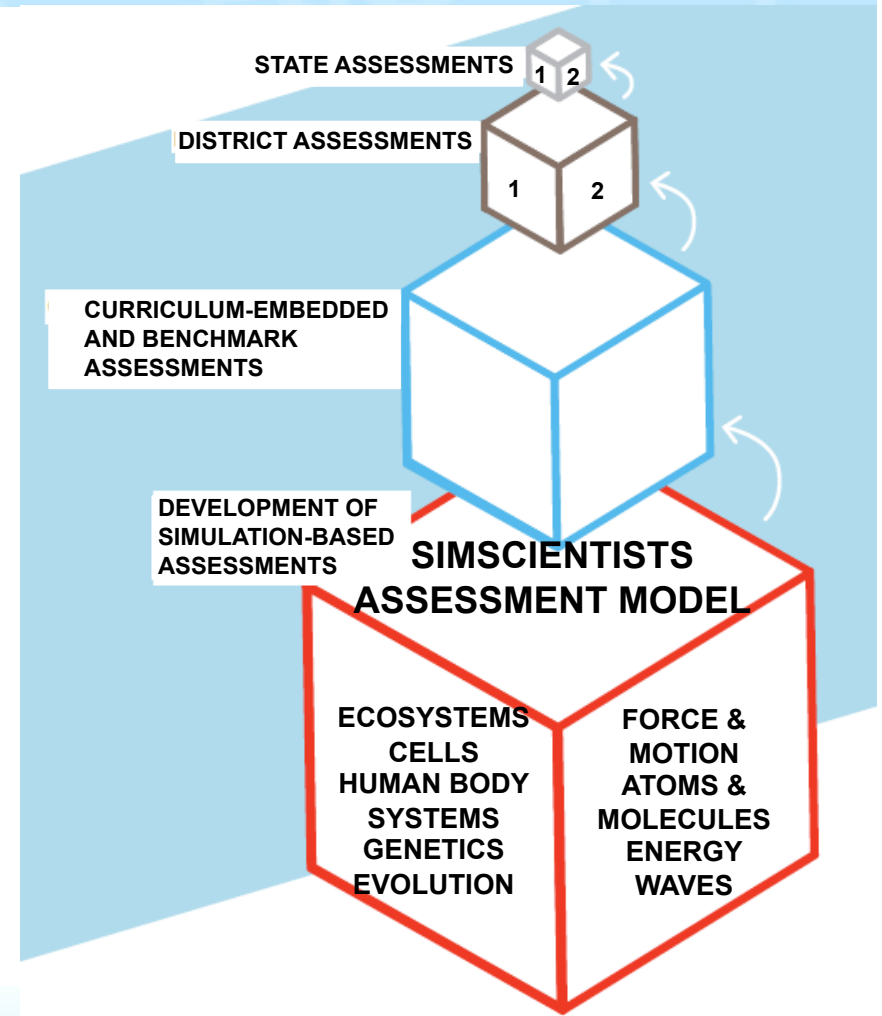 STATE ASSESSMENTS
1 2
DISTRICT ASSESSMENTS
1 2
CURRICULUM-EMBEDDED
AND BENCHMARK
ASSESSMENTS
DEVELOPMENT OF
SIMULATION-BASED
ASSESSMENTS
SIMSCIENTISTS
ASSESSMENT MODEL
ECOSYSTEMS
CELLS
HUMAN BODY
SYSTEMS
GENETICS
EVOLUTION
FORCE &
MOTION
ATOMS &
MOLECULES
ENERGY
WAVES